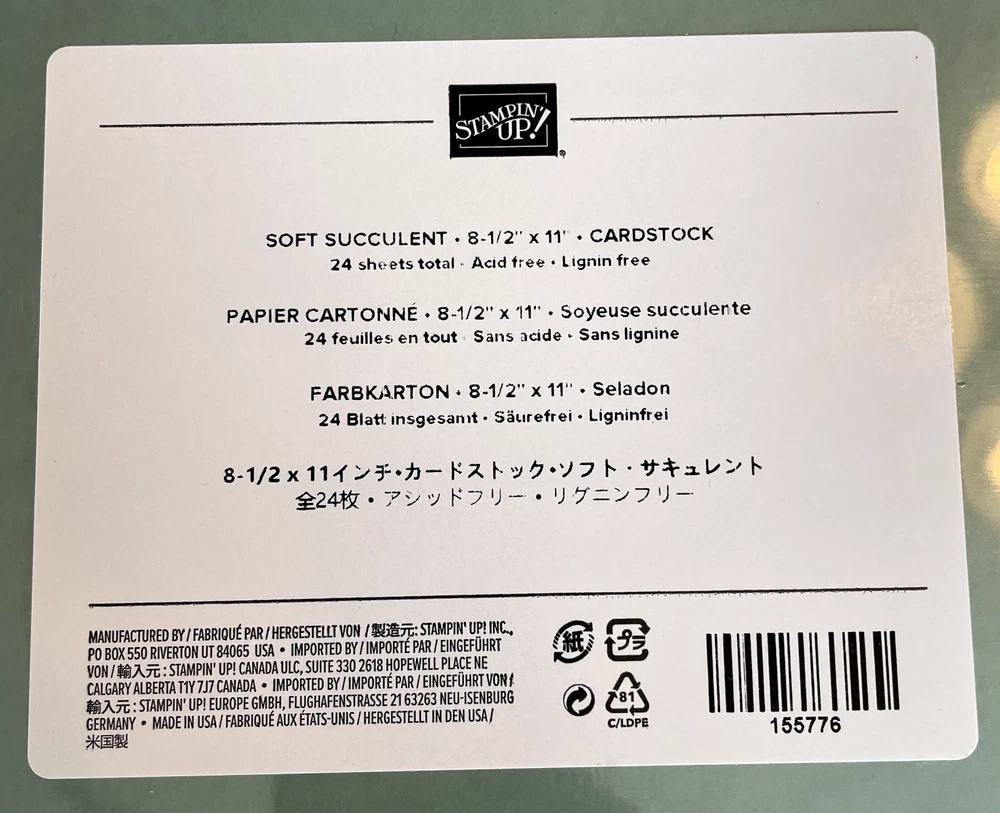 STAMPIN' UP!®
SOFT SUCCULENT • 8-1/2" x 11" • CARDSTOCK
24 sheets total • Acid free • Lignin free
PAPIER CARTONNÉ • 8-1/2" x 11" • Soyeuse succulente
24 feuilles en tout • Sans acide • Sans lignine
FARBKARTON • 8-1/2" x 11" • Seladon
24 Blatt insgesamt • Säurefrei • Ligninfrei
8-1/2 x 11インチ•カードストック•ソフト・サキュレント
全24枚・アシッドフリー・リグニンフリー
MANUFACTURED BY / FABRIQUÉ PAR / HERGESTELLT VON / 製造元: STAMPIN' UP! INC.,
PO BOX 550 RIVERTON UT 84065 USA • IMPORTED BY / IMPORTÉ PAR / EINGEFÜHRT
VON / 輸入元 : STAMPIN' UP! CANADA ULC, SUITE 330 2618 HOPEWELL PLACE NE
CALGARY ALBERTA T1Y 7J7 CANADA • IMPORTED BY / IMPORTÉ PAR / EINGEFÜHRT VON /
輸入元 : STAMPIN' UP! EUROPE GMBH, FLUGHAFENSTRASSE 21 63263 NEU-ISENBURG
GERMANY • MADE IN USA / FABRIQUÉ AUX ÉTATS-UNIS / HERGESTELLT IN DEN USA /
米国製
紙 プラ
81
C/LDPE
155776